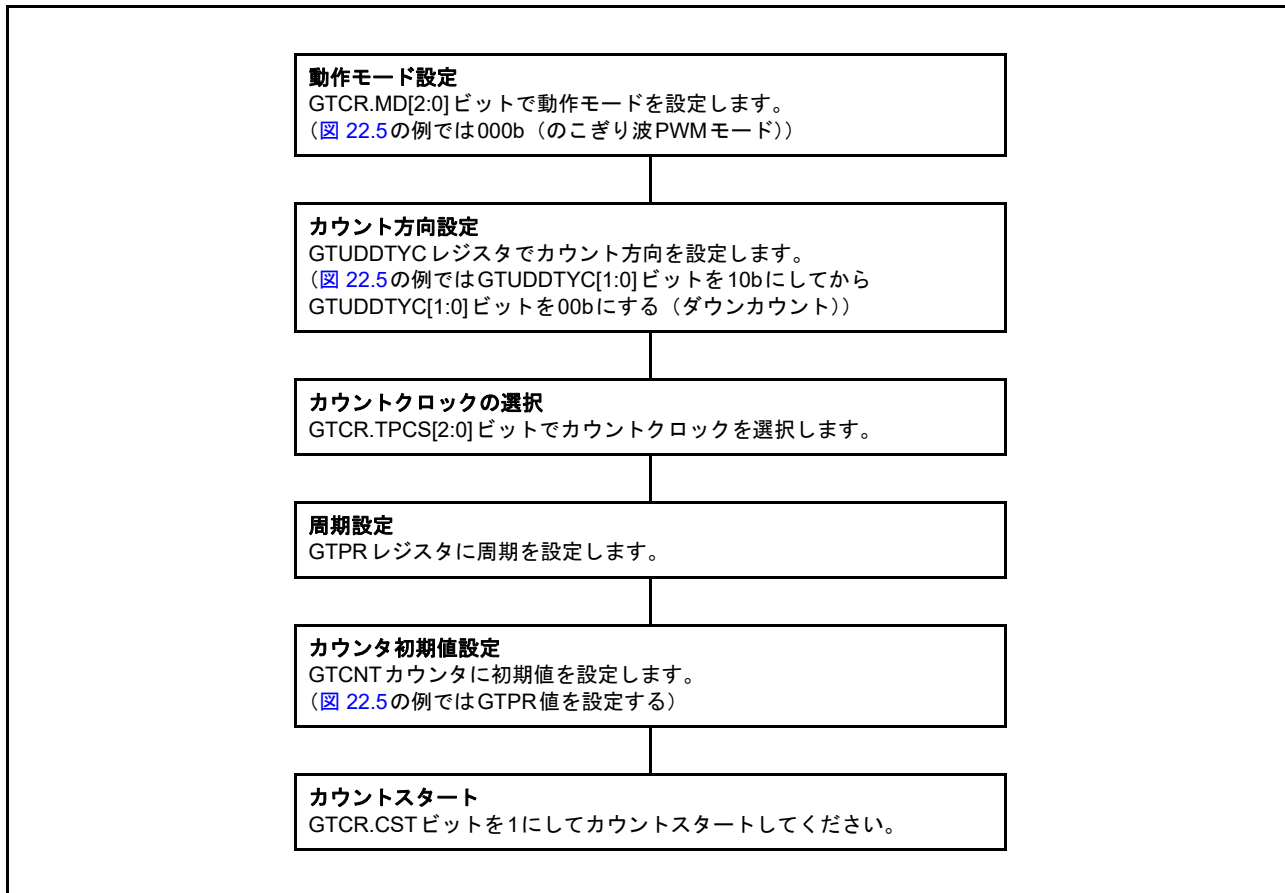 動作モード設定
GTCR.MD[2:0]ビットで動作モードを設定します。
（図 22.5の例では000b（のこぎり波PWMモード））
カウント方向設定
GTUDDTYCレジスタでカウント方向を設定します。
（図 22.5の例ではGTUDDTYC[1:0]ビットを10bにしてから
GTUDDTYC[1:0]ビットを00bにする（ダウンカウント））
カウントクロックの選択
GTCR.TPCS[2:0]ビットでカウントクロックを選択します。
周期設定
GTPRレジスタに周期を設定します。
カウンタ初期値設定
GTCNTカウンタに初期値を設定します。
（図 22.5の例ではGTPR値を設定する）
カウントスタート
GTCR.CSTビットを1にしてカウントスタートしてください。